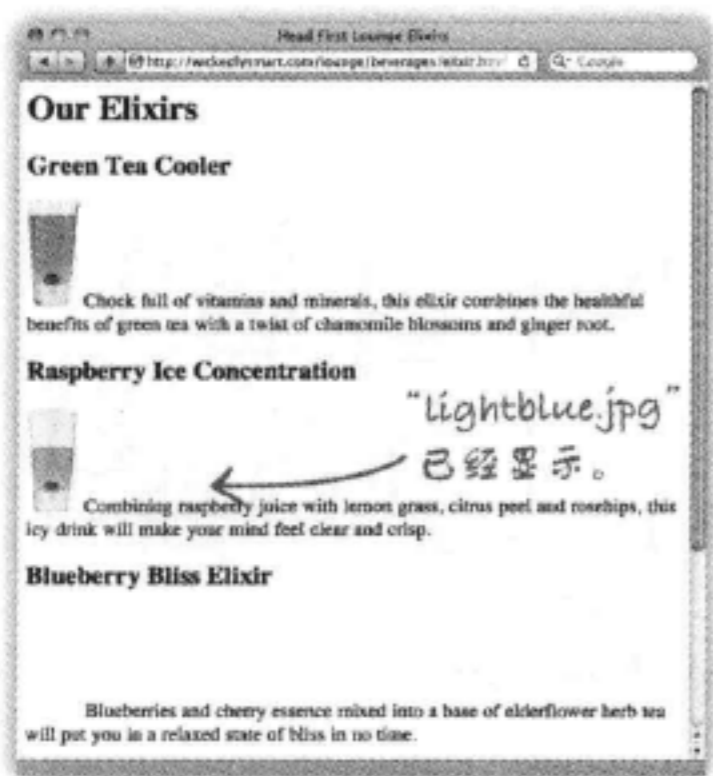 Head First Lounge Elixirs
http://wickedlysmart.com/lounge/beverages/elixir.html
Google
Our Elixirs
Green Tea Cooler
Chock full of vitamins and minerals, this elixir combines the healthful
benefits of green tea with a twist of chamomile blossoms and ginger root.
Raspberry Ice Concentration
“lightblue.jpg”
已经显示。
Combining raspberry juice with lemon grass, citrus peel and rosehips, this
icy drink will make your mind feel clear and crisp.
Blueberry Bliss Elixir
Blueberries and cherry essence mixed into a base of elderflower herb tea
will put you in a relaxed state of bliss in no time.